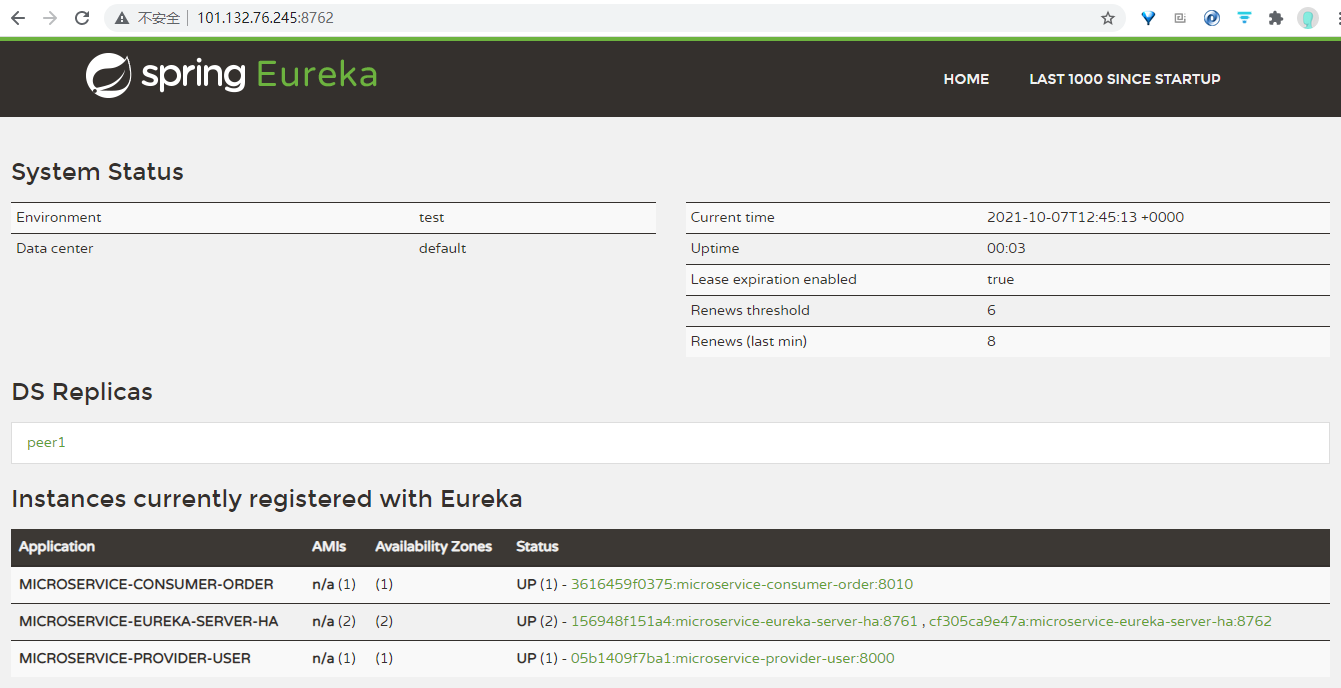 不安全 101.132.76.245:8762
spring Eureka HOME LAST 1000 SINCE STARTUP
System Status
Environment test
Data center default
Current time 2021-10-07T12:45:13 +0000
Uptime 00:03
Lease expiration enabled true
Renews threshold 6
Renews (last min) 8
DS Replicas
peer1
Instances currently registered with Eureka
Application AMIs Availability Zones Status
MICROSERVICE-CONSUMER-ORDER n/a (1) (1) UP (1) - 3616459f0375:microservice-consumer-order:8010
MICROSERVICE-EUREKA-SERVER-HA n/a (2) (2) UP (2) - 156948f151a4:microservice-eureka-server-ha:8761 , cf305ca9e47a:microservice-eureka-server-ha:8762
MICROSERVICE-PROVIDER-USER n/a (1) (1) UP (1) - 05b1409f7ba1:microservice-provider-user:8000